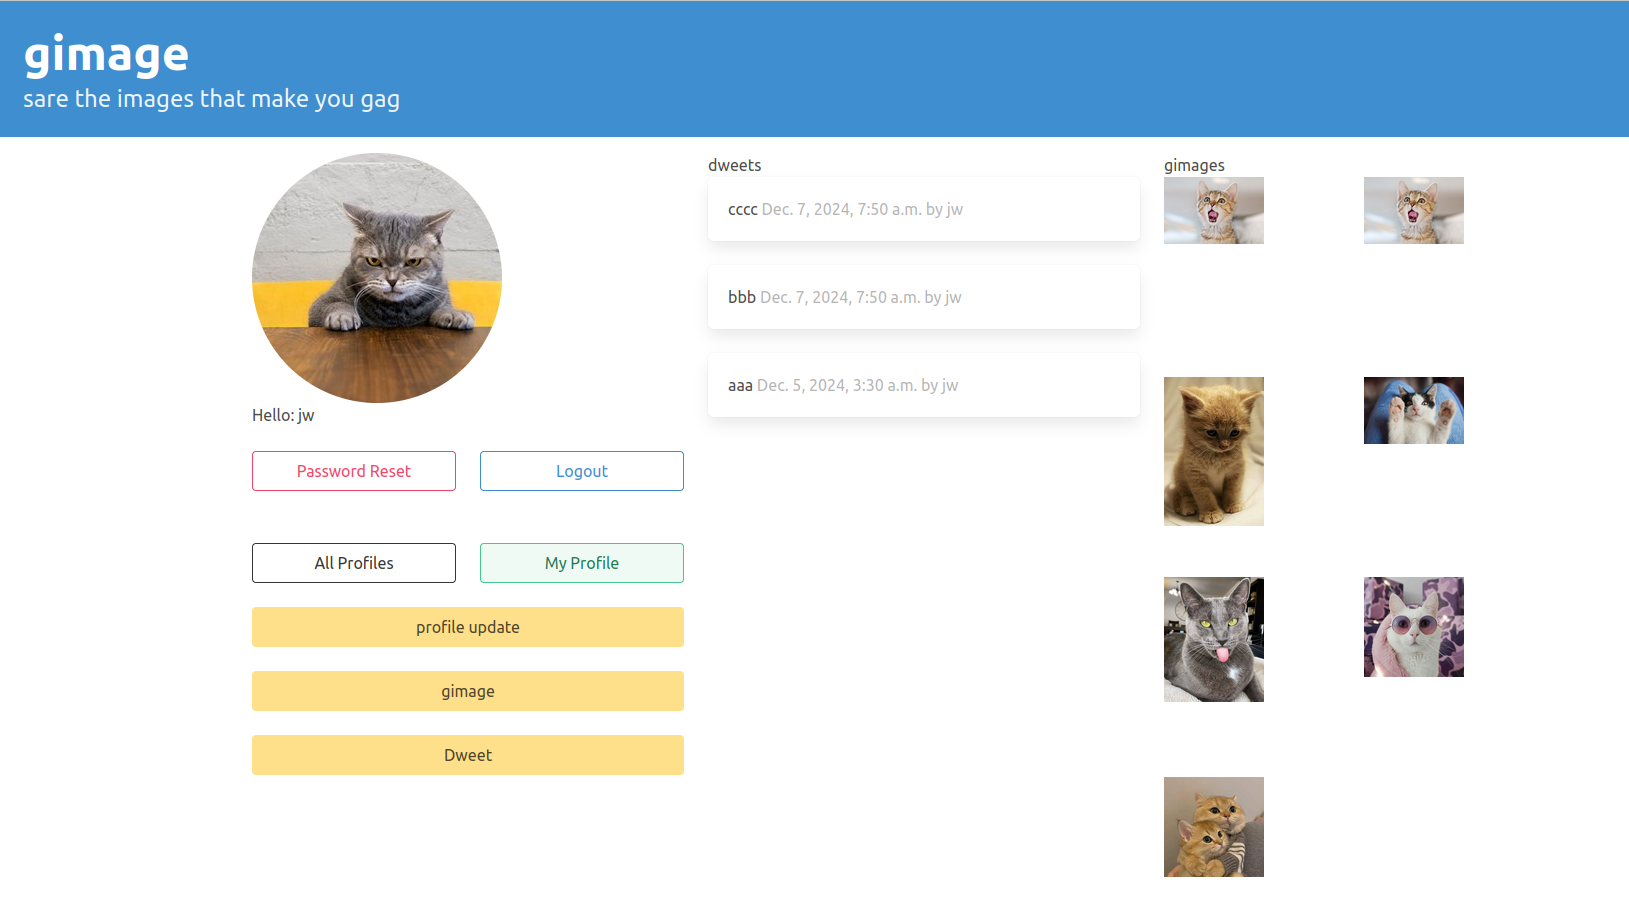 gimage
sare the images that make you gag
Hello: jw
Password Reset
Logout
All Profiles
My Profile
profile update
gimage
Dweet
dweets
cccc Dec. 7, 2024, 7:50 a.m. by jw
bbb Dec. 7, 2024, 7:50 a.m. by jw
aaa Dec. 5, 2024, 3:30 a.m. by jw
gimages